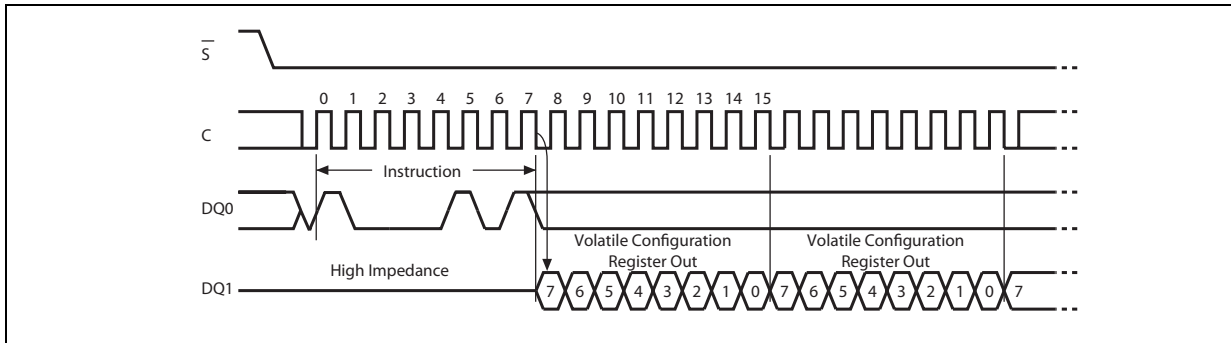 S
0 1 2 3 4 5 6 7 8 9 10 11 12 13 14 15
C
Instruction
DQ0
Volatile Configuration
Register Out
Volatile Configuration
Register Out
High Impedance
DQ1
7 6 5 4 3 2 1 0 7 6 5 4 3 2 1 0 7